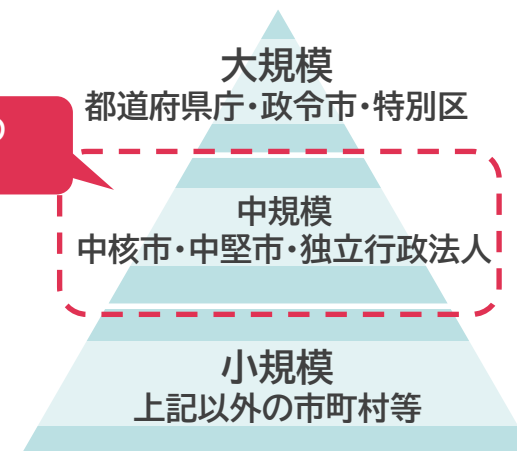 大規模
都道府県庁・政令市・特別区
の
中規模
中核市・中堅市・独立行政法人
小規模
上記以外の市町村等